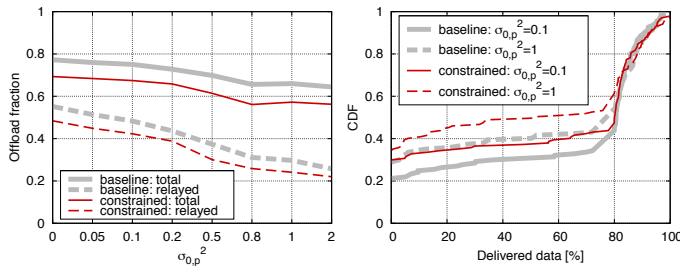 1
0.8
0.6
0.4
0.2
0
Offload fraction
baseline: total
baseline: relayed
constrained: total
constrained: relayed
0 0.05 0.1 0.2 0.5 0.8 1 2
σ0,p²
1
0.8
0.6
0.4
0.2
0
CDF
baseline: σ0,p²=0.1
baseline: σ0,p²=1
constrained: σ0,p²=0.1
constrained: σ0,p²=1
0 20 40 60 80 100
Delivered data [%]